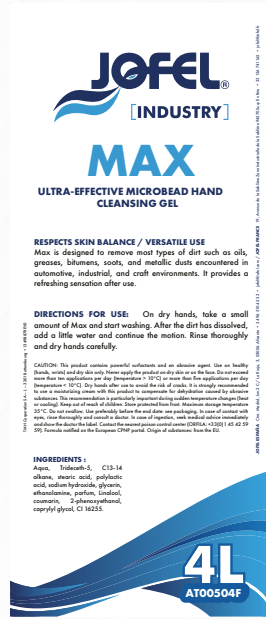 JOFEL®
[INDUSTRY]
MAX
ULTRA-EFFECTIVE MICROBEAD HAND
CLEANSING GEL
RESPECTS SKIN BALANCE / VERSATILE USE
Max is designed to remove most types of dirt such as oils,
greases, bitumens, soots, and metallic dusts encountered in
automotive, industrial, and craft environments. It provides a
refreshing sensation after use.
DIRECTIONS FOR USE: On dry hands, take a small
amount of Max and start washing. After the dirt has dissolved,
add a little water and continue the motion. Rinse thoroughly
and dry hands carefully.
CAUTION: This product contains powerful surfactants and an abrasive agent. Use on healthy
(hands, wrists) and dry skin only. Never apply the product on dry skin or on the face. Do not exceed
more than ten applications per day (temperature > 10°C) or more than five applications per day
(temperature < 10°C). Dry hands after use to avoid the risk of cracks. It is strongly recommended
to use a moisturizing cream with this product to compensate for dehydration caused by abrasive
substances. This recommendation is particularly important during sudden temperature changes (heat
or cooling). Keep out of reach of children. Store protected from frost. Maximum storage temperature
35°C. Do not swallow. Use preferably before the end date: see packaging. In case of contact with
eyes, rinse thoroughly and consult a doctor. In case of ingestion, seek medical advice immediately
and show the doctor the label. Contact the nearest poison control center (ORFILA: +33(0)1 45 42 59
59). Formula notified on the European CPNP portal. Origin of substances: from the EU.
INGREDIENTS :
Aqua, Trideceth-5, C13-14
alkane, stearic acid, polylactic
acid, sodium hydroxide, glycerin,
ethanolamine, parfum, Linalool,
coumarin, 2-phenoxyethanol,
caprylyl glycol, CI 16255.
4L
AT00504F
JOFEL ESPAÑA
JOFEL FRANCE